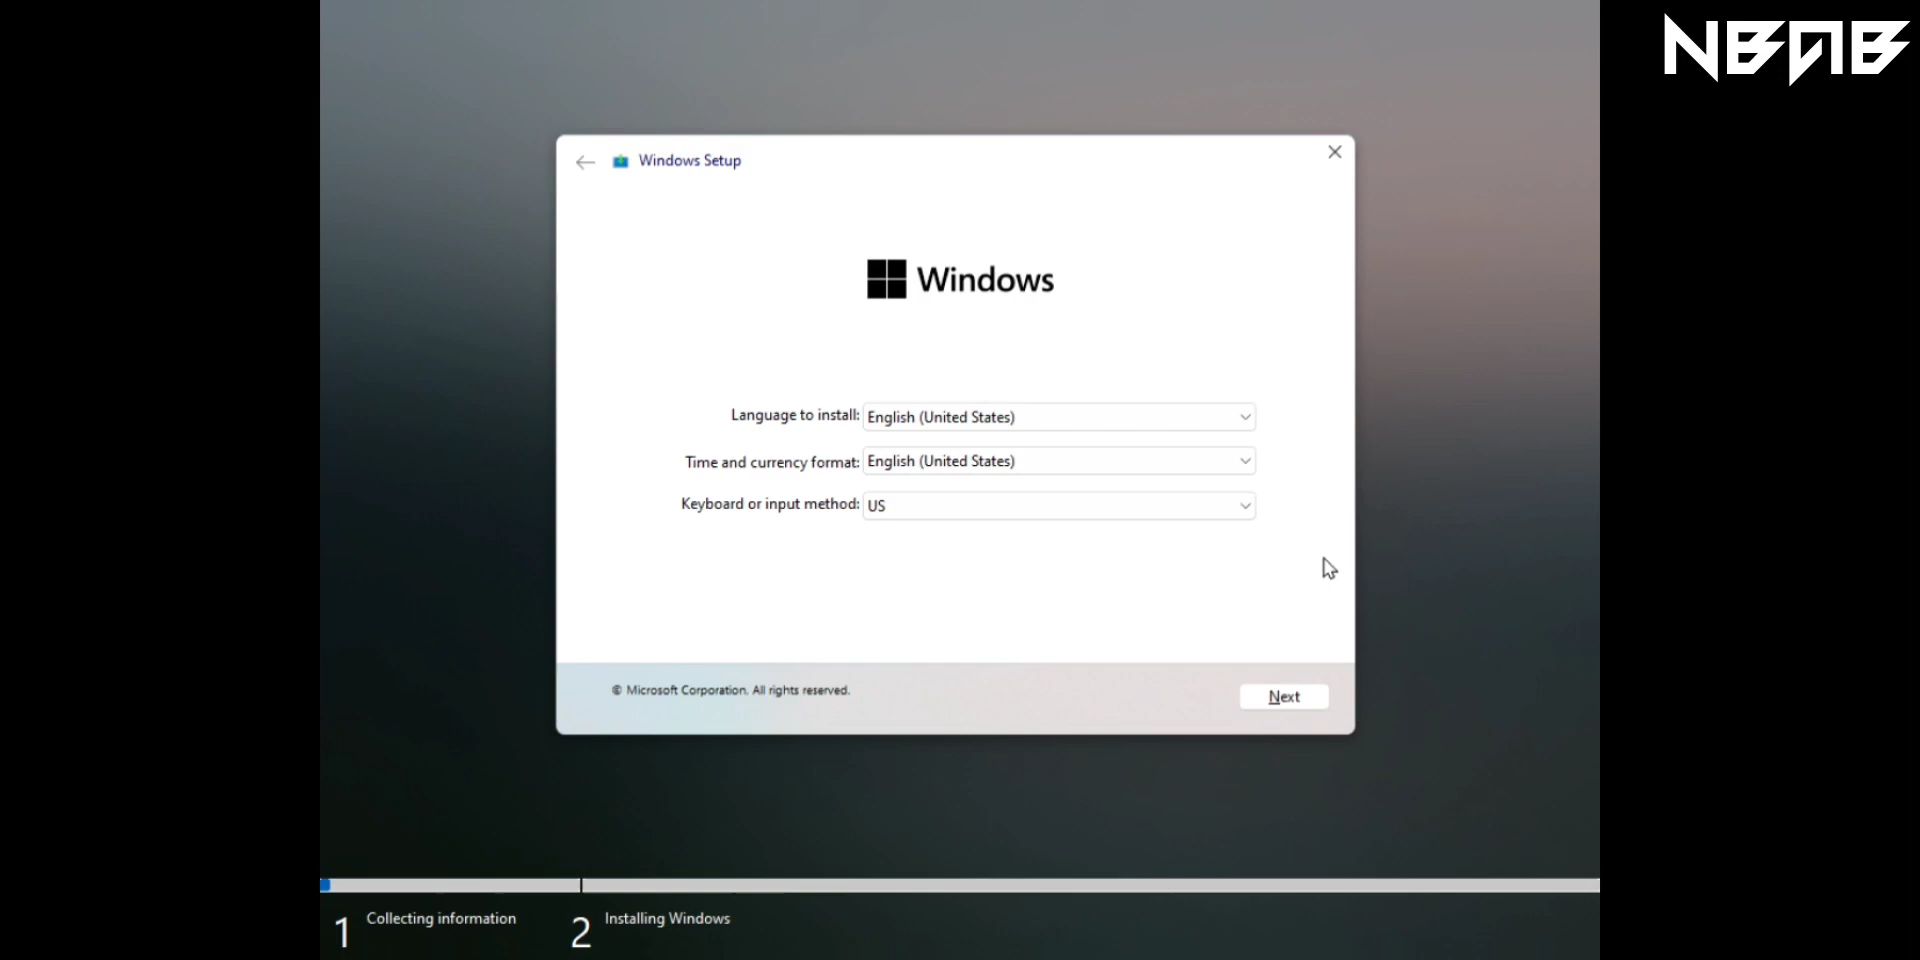 NBAB
Windows Setup
Windows
Language to install: English (United States)
Time and currency format: English (United States)
Keyboard or input method: US
© Microsoft Corporation. All rights reserved.
Next
1 Collecting information 2 Installing Windows